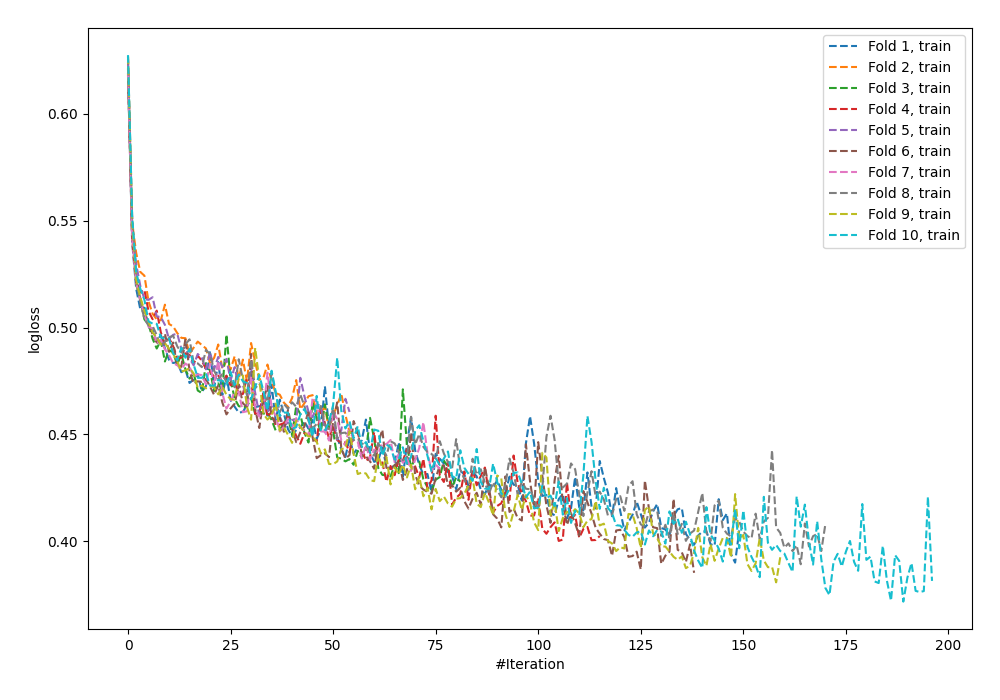 Fold 1, train
Fold 2, train
Fold 3, train
Fold 4, train
Fold 5, train
Fold 6, train
Fold 7, train
Fold 8, train
Fold 9, train
Fold 10, train
logloss
0.60
0.55
0.50
0.45
0.40
0 25 50 75 100 125 150 175 200
#Iteration